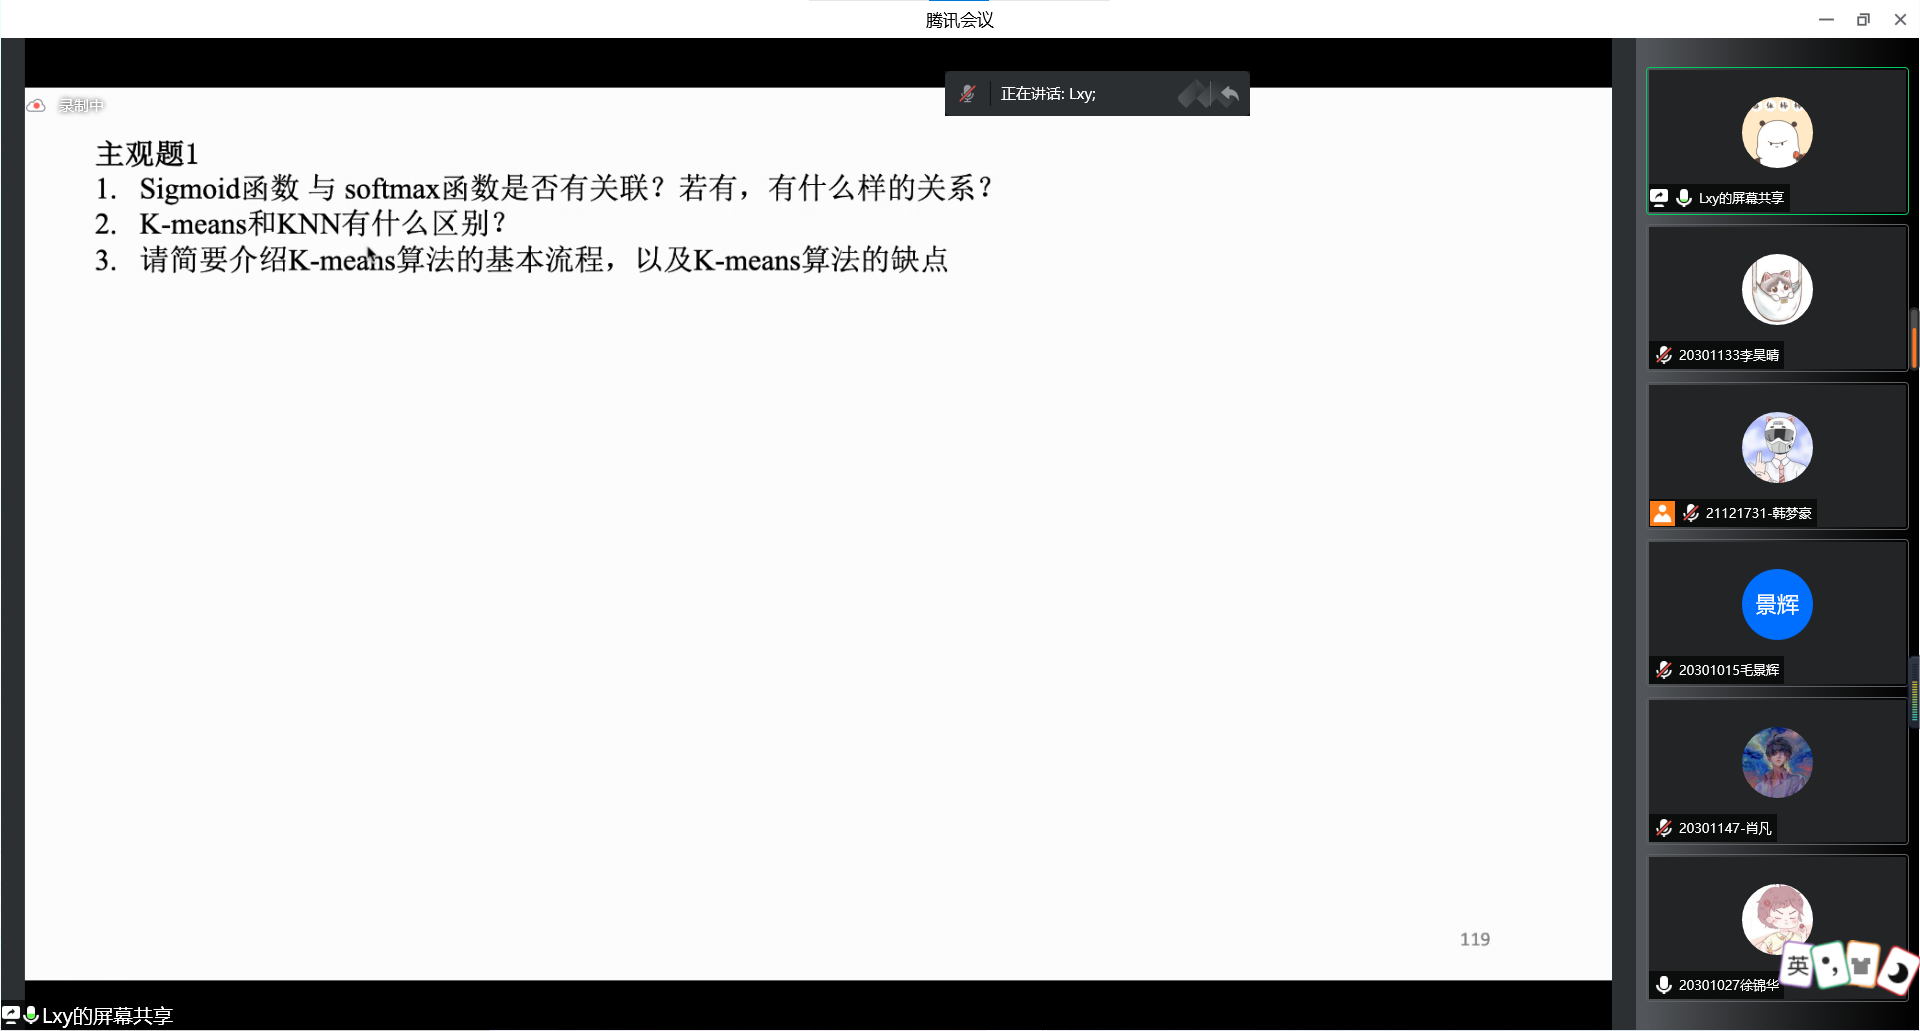 腾讯会议
录制中
正在讲话: Lxy;
主观题1
1. Sigmoid函数 与 softmax函数是否有关联？若有，有什么样的关系？
2. K-means和KNN有什么区别？
3. 请简要介绍K-means算法的基本流程，以及K-means算法的缺点
119
Lxy的屏幕共享
Lxy的屏幕共享
20301133李昊晴
21121731-韩梦豪
景辉
20301015毛景辉
20301147-肖凡
20301027徐锦华
英